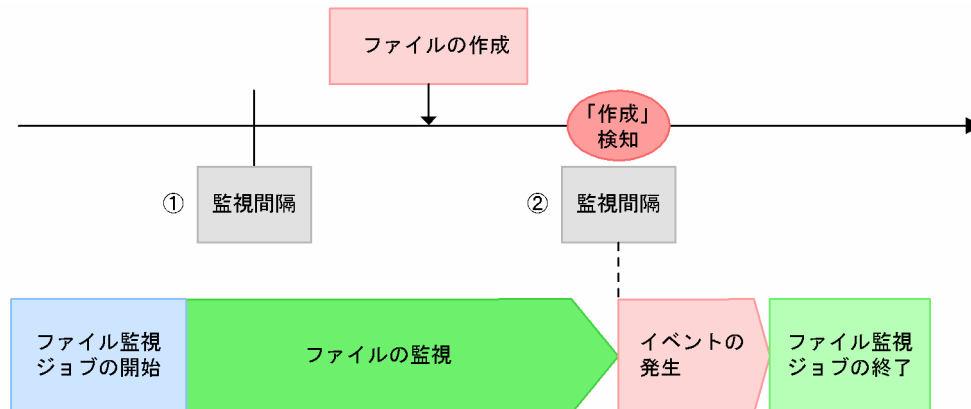 ファイルの作成
「作成」
検知
① 監視間隔
② 監視間隔
ファイル監視
ジョブの開始
ファイルの監視
イベントの
発生
ファイル監視
ジョブの終了